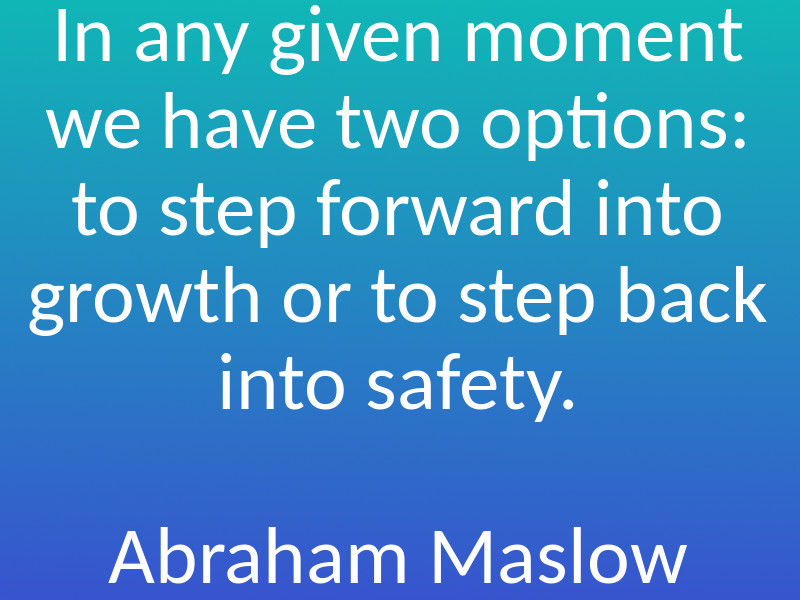 In any given moment
we have two options:
to step forward into
growth or to step back
into safety.
Abraham Maslow